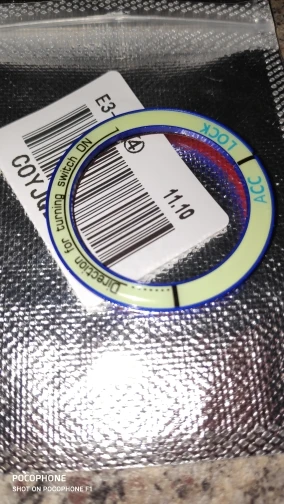 E3-
④
COYJ
11.10
LOCK
ACC
Direction for turning switch ON
POCOPHONE
SHOT ON POCOPHONE F1